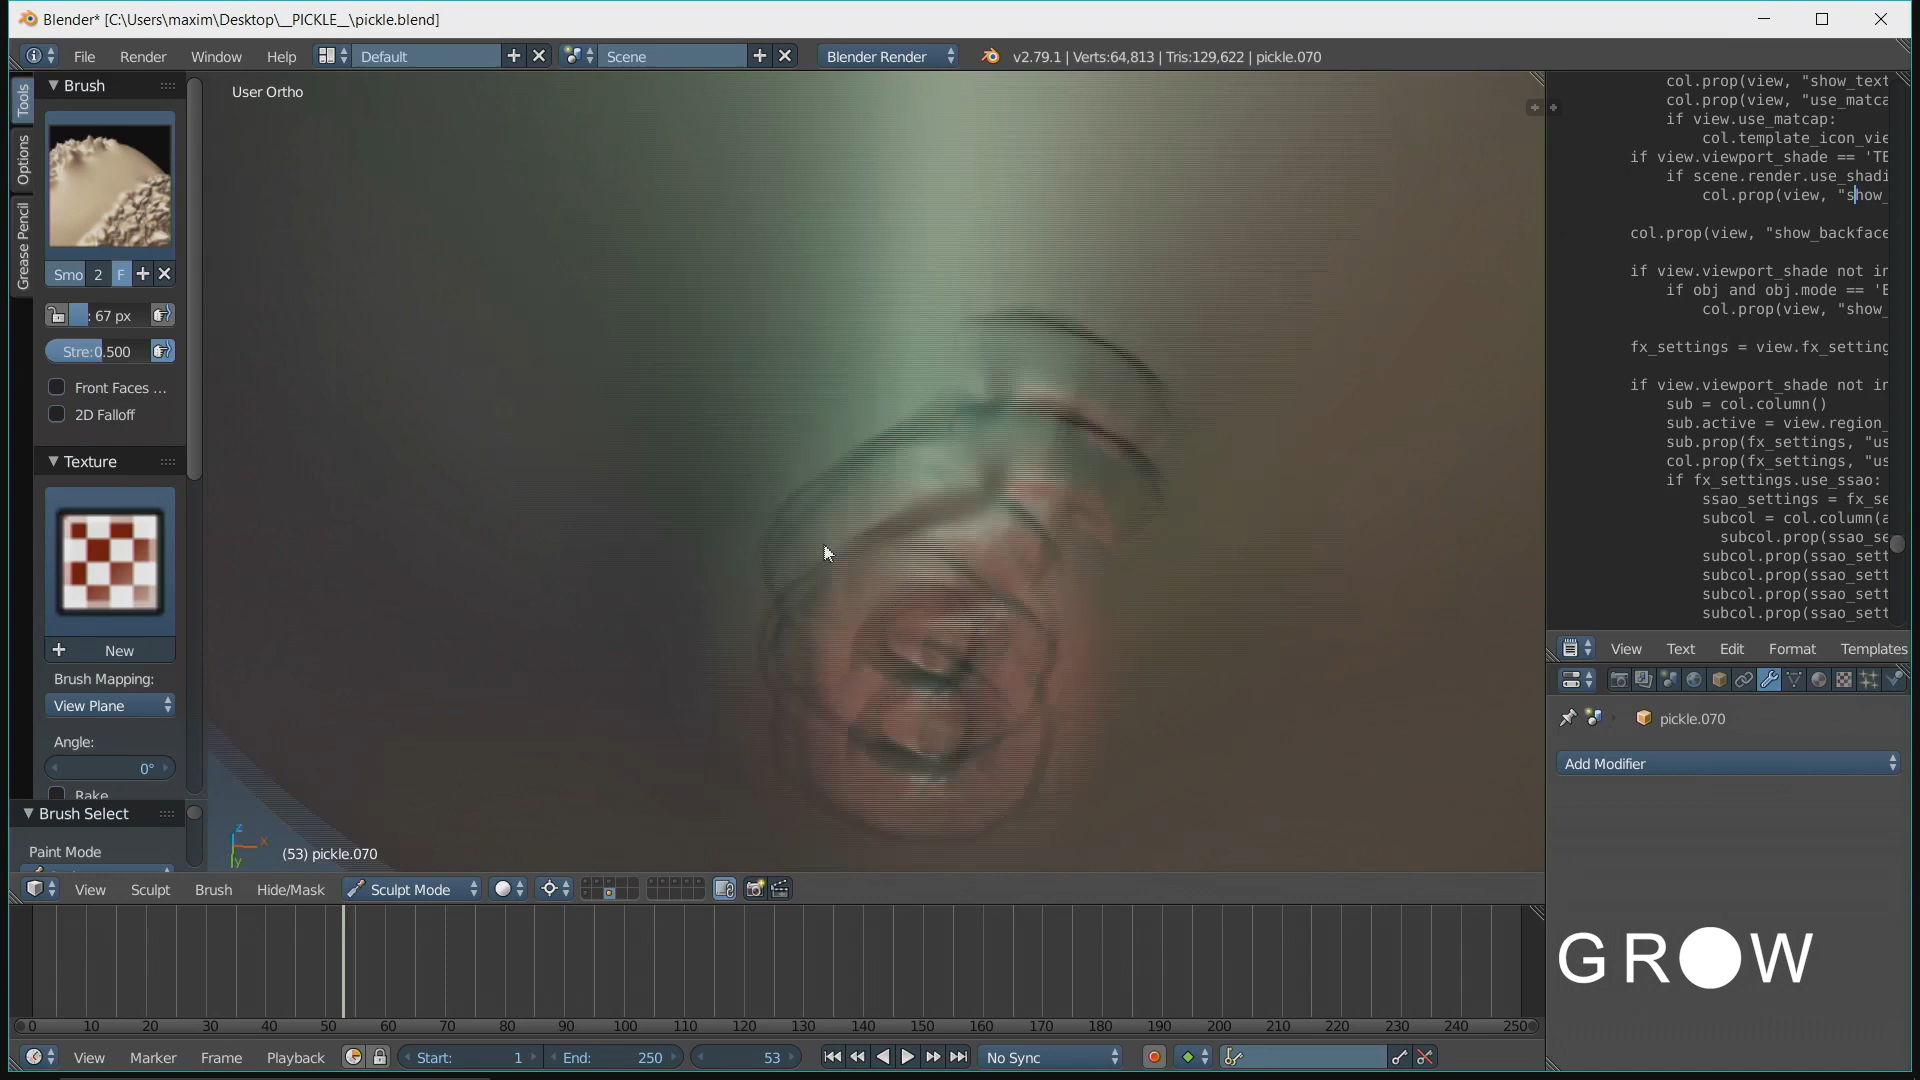 Blender* [C:\Users\maxim\Desktop\__PICKLE__\pickle.blend]
File Render Window Help Default Scene Blender Render v2.79.1 | Verts:64,813 | Tris:129,622 | pickle.070
Tools
Options
Grease Pencil
Brush
Smo 2 F
: 67 px
Stre:0.500
Front Faces ...
2D Falloff
Texture
New
Brush Mapping:
View Plane
Angle:
0°
Rake
Brush Select
Paint Mode
User Ortho
(53) pickle.070
View Sculpt Brush Hide/Mask Sculpt Mode
col.prop(view, "show_text
col.prop(view, "use_matca
if view.use_matcap:
col.template_icon_vie
if view.viewport_shade == 'TE
if scene.render.use_shadi
col.prop(view, "show_
col.prop(view, "show_backface
if view.viewport_shade not in
if obj and obj.mode == 'E
col.prop(view, "show_
fx_settings = view.fx_setting
if view.viewport_shade not in
sub = col.column()
sub.active = view.region_
sub.prop(fx_settings, "us
col.prop(fx_settings, "us
if fx_settings.use_ssao:
ssao_settings = fx_se
subcol = col.column(a
subcol.prop(ssao_se
subcol.prop(ssao_sett
subcol.prop(ssao_sett
subcol.prop(ssao_sett
subcol.prop(ssao_sett
View Text Edit Format Templates
pickle.070
Add Modifier
GROW
0 10 20 30 40 50 60 70 80 90 100 110 120 130 140 150 160 170 180 190 200 210 220 230 240 250
View Marker Frame Playback Start: 1 End: 250 53 No Sync